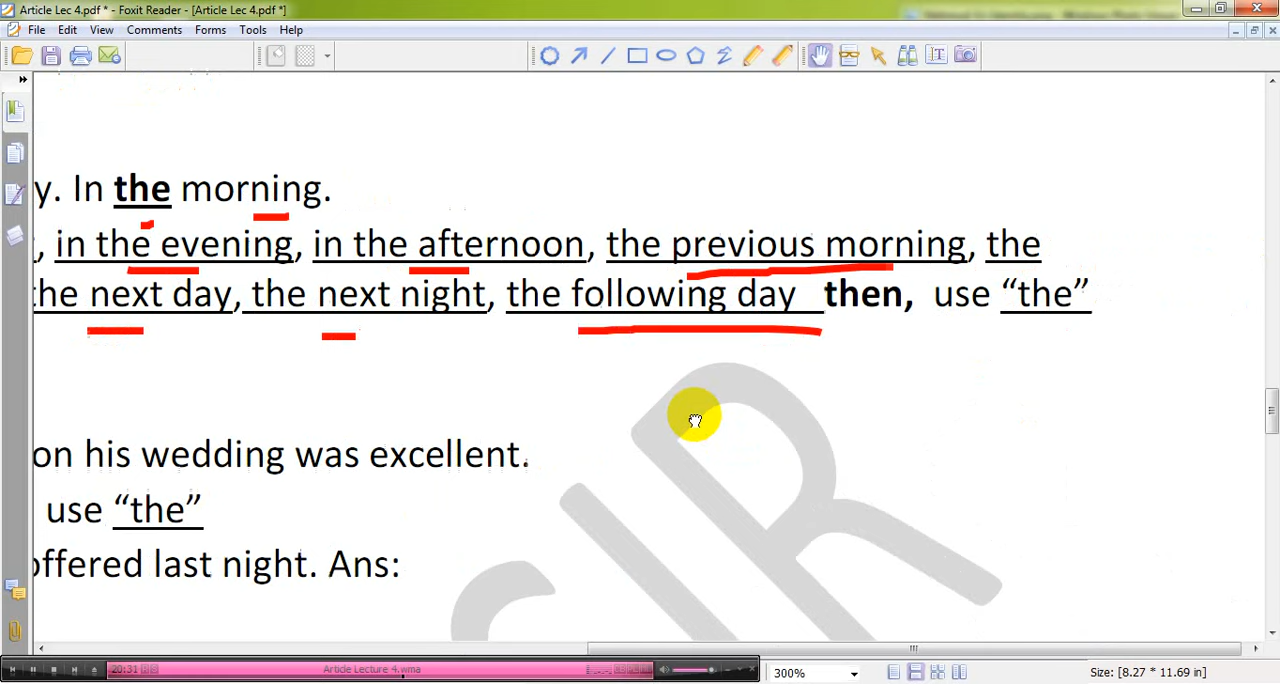 Article Lec 4.pdf * - Foxit Reader - [Article Lec 4.pdf *]
File Edit View Comments Forms Tools Help
y. In the morning.
, in the evening, in the afternoon, the previous morning, the
the next day, the next night, the following day then, use “the”
on his wedding was excellent.
use “the”
offered last night. Ans:
SIR
20:31 Article Lecture 4.wma 300% Size: [8.27 * 11.69 in]